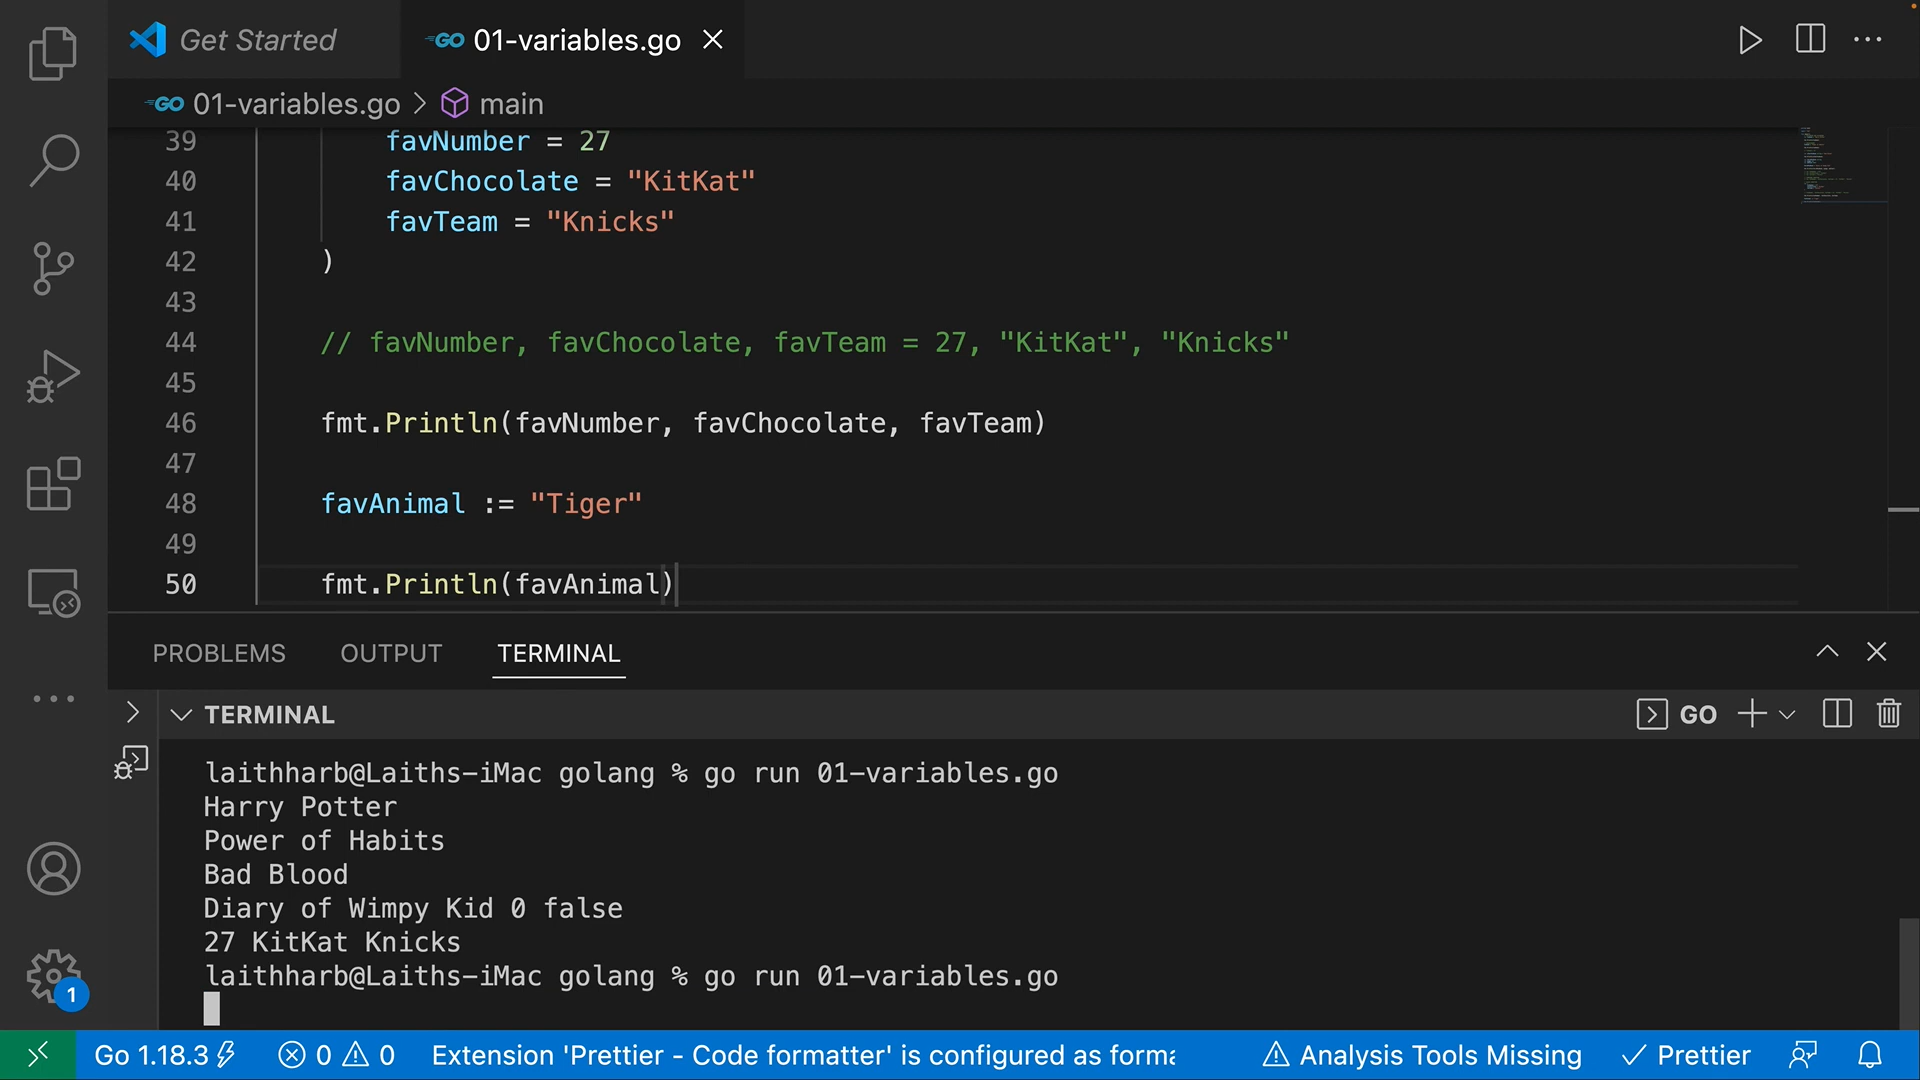 Get Started
GO 01-variables.go
GO 01-variables.go main
39 favNumber = 27
40 favChocolate = "KitKat"
41 favTeam = "Knicks"
42 )
43
44 // favNumber, favChocolate, favTeam = 27, "KitKat", "Knicks"
45
46 fmt.Println(favNumber, favChocolate, favTeam)
47
48 favAnimal := "Tiger"
49
50 fmt.Println(favAnimal)
PROBLEMS OUTPUT TERMINAL
TERMINAL GO
laithharb@Laiths-iMac golang % go run 01-variables.go
Harry Potter
Power of Habits
Bad Blood
Diary of Wimpy Kid 0 false
27 KitKat Knicks
laithharb@Laiths-iMac golang % go run 01-variables.go
1
Go 1.18.3 0 0 Extension 'Prettier - Code formatter' is configured as forma Analysis Tools Missing Prettier